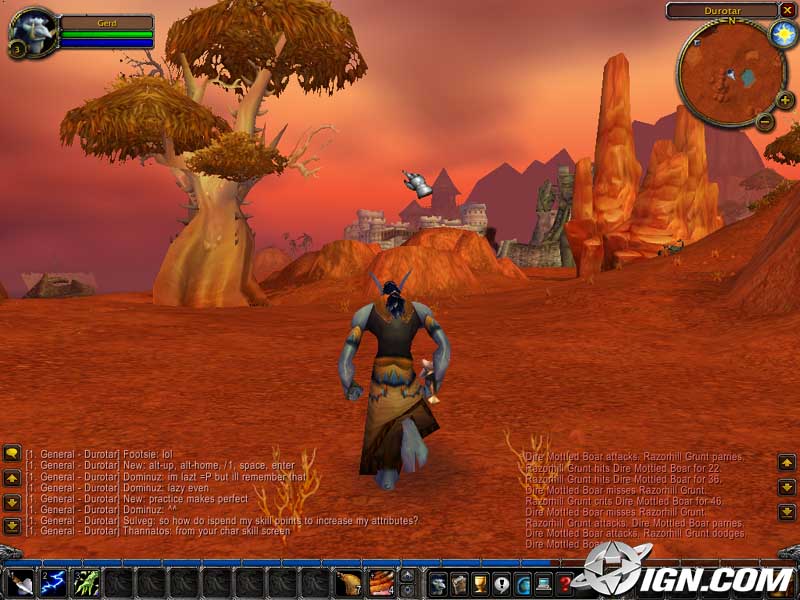 Gerd
3
Durotar
N
[1. General - Durotar] Footsie: lol
[1. General - Durotar] New: alt-up, alt-home, /1, space, enter
[1. General - Durotar] Dominuz: im lazt =P but ill remember that
[1. General - Durotar] Dominuz: lazy even
[1. General - Durotar] New: practice makes perfect
[1. General - Durotar] Dominuz: ^^
[1. General - Durotar] Sulveg: so how do ispend my skill points to increase my attributes?
[1. General - Durotar] Thannatos: from your char skill screen
Dire Mottled Boar attacks. Razorhill Grunt parries.
Razorhill Grunt hits Dire Mottled Boar for 22.
Razorhill Grunt hits Dire Mottled Boar for 36.
Dire Mottled Boar misses Razorhill Grunt.
Razorhill Grunt crits Dire Mottled Boar for 46.
Dire Mottled Boar misses Razorhill Grunt.
Razorhill Grunt attacks. Dire Mottled Boar parries.
Dire Mottled Boar attacks. Razorhill Grunt dodges.
Dire Mottled Boar
2
7
4
IGN.COM